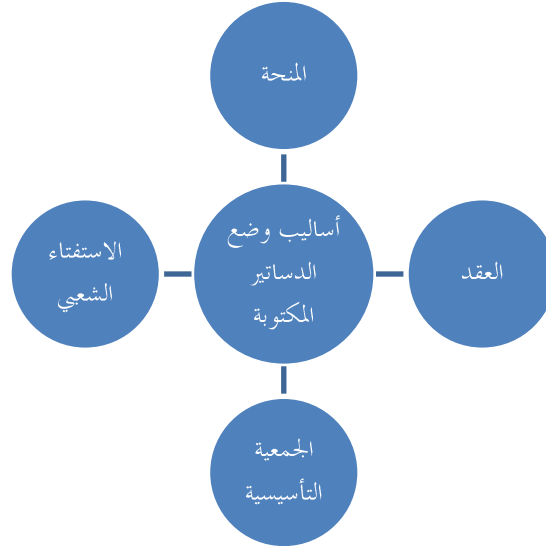 المنحة
أساليب وضع
الدساتير
المكتوبة
العقد
الاستفتاء
الشعبي
الجمعية
التأسيسية